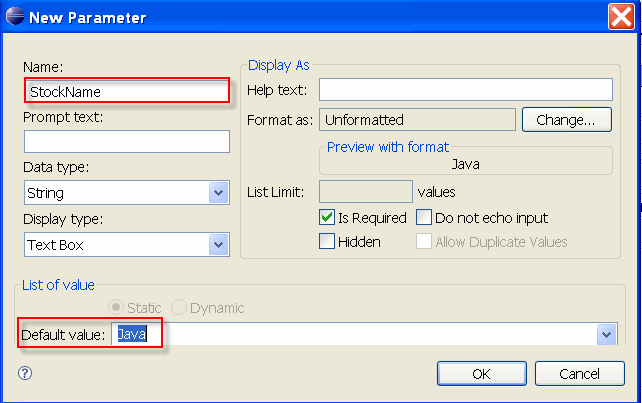 New Parameter
Name:
StockName
Prompt text:
Data type:
String
Display type:
Text Box
Display As
Help text:
Format as: Unformatted Change...
Preview with format
Java
List Limit: values
Is Required Do not echo input
Hidden Allow Duplicate Values
List of value
Static Dynamic
Default value: Java
? OK Cancel